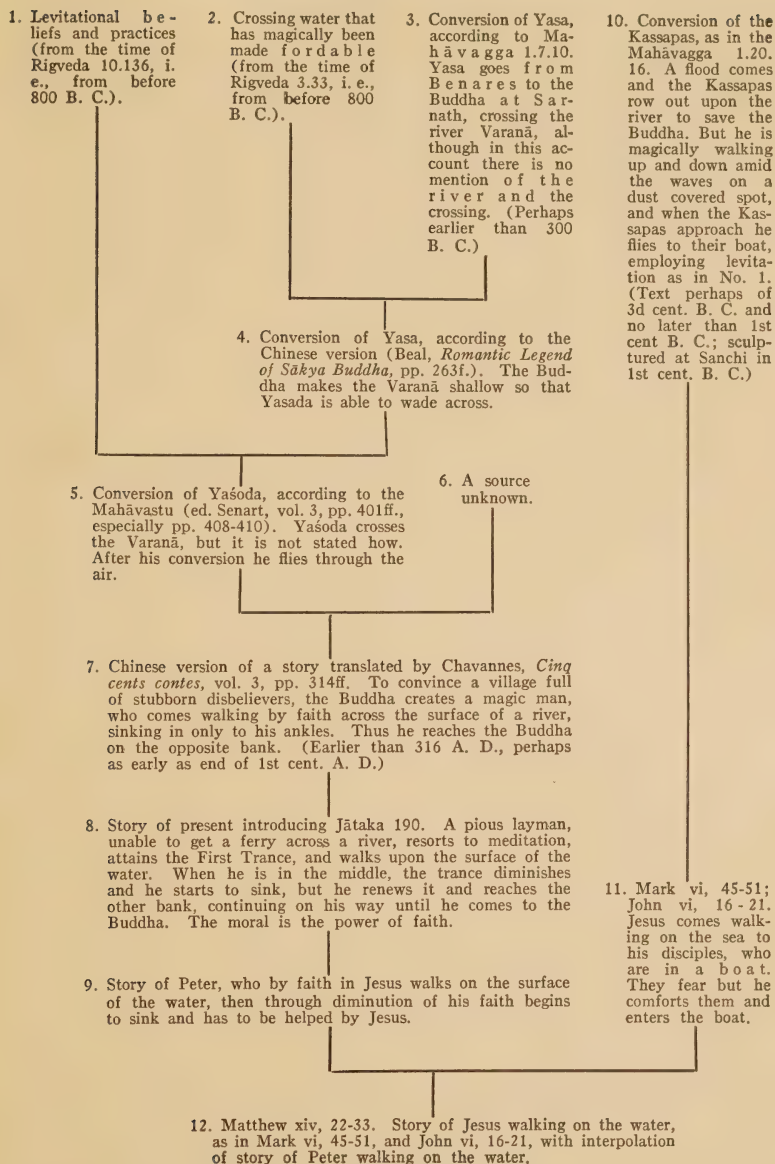 1. Levitational be-
liefs and practices
(from the time of
Rigveda 10.136, i.
e., from before
800 B. C.).
2. Crossing water that
has magically been
made fordable
(from the time of
Rigveda 3.33, i. e.,
from before 800
B. C.).
3. Conversion of Yasa,
according to Ma-
hāvagga 1.7.10.
Yasa goes from
Benares to the
Buddha at Sar-
nath, crossing the
river Varanā, al-
though in this ac-
count there is no
mention of the
river and the
crossing. (Perhaps
earlier than 300
B. C.)
10. Conversion of the
Kassapas, as in the
Mahāvagga 1.20.
16. A flood comes
and the Kassapas
row out upon the
river to save the
Buddha. But he is
magically walking
up and down amid
the waves on a
dust covered spot,
and when the Kas-
sapas approach he
flies to their boat,
employing levita-
tion as in No. 1.
(Text perhaps of
3d cent. B. C. and
no later than 1st
cent B. C.; sculp-
tured at Sanchi in
1st cent. B. C.)
4. Conversion of Yasa, according to the
Chinese version (Beal, Romantic Legend
of Sākya Buddha, pp. 263f.). The Bud-
dha makes the Varanā shallow so that
Yasada is able to wade across.
5. Conversion of Yaśoda, according to the
Mahāvastu (ed. Senart, vol. 3, pp. 401ff.,
especially pp. 408-410). Yaśoda crosses
the Varanā, but it is not stated how.
After his conversion he flies through the
air.
6. A source
unknown.
7. Chinese version of a story translated by Chavannes, Cinq
cents contes, vol. 3, pp. 314ff. To convince a village full
of stubborn disbelievers, the Buddha creates a magic man,
who comes walking by faith across the surface of a river,
sinking in only to his ankles. Thus he reaches the Buddha
on the opposite bank. (Earlier than 316 A. D., perhaps
as early as end of 1st cent. A. D.)
8. Story of present introducing Jātaka 190. A pious layman,
unable to get a ferry across a river, resorts to meditation,
attains the First Trance, and walks upon the surface of the
water. When he is in the middle, the trance diminishes
and he starts to sink, but he renews it and reaches the
other bank, continuing on his way until he comes to the
Buddha. The moral is the power of faith.
9. Story of Peter, who by faith in Jesus walks on the surface
of the water, then through diminution of his faith begins
to sink and has to be helped by Jesus.
11. Mark vi, 45-51;
John vi, 16 - 21.
Jesus comes walk-
ing on the sea to
his disciples, who
are in a boat.
They fear but he
comforts them and
enters the boat.
12. Matthew xiv, 22-33. Story of Jesus walking on the water,
as in Mark vi, 45-51, and John vi, 16-21, with interpolation
of story of Peter walking on the water.